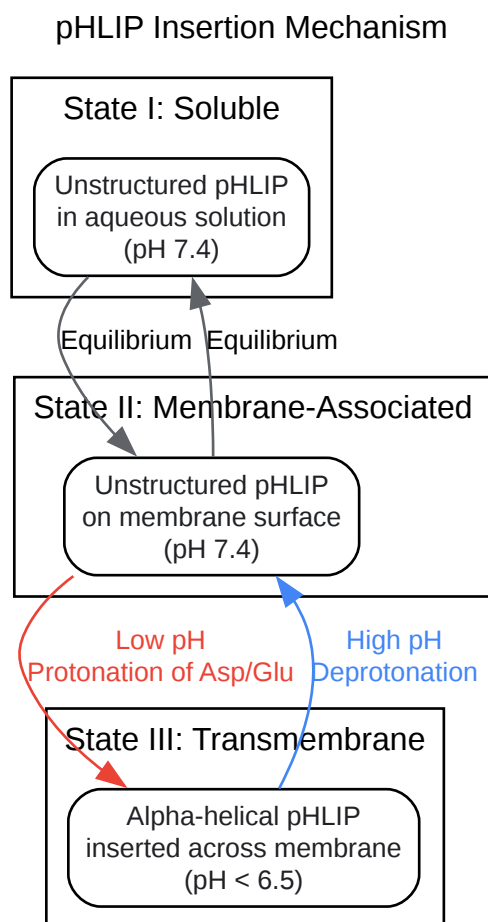 pHLIP Insertion Mechanism
State I: Soluble
Unstructured pHLIP
in aqueous solution
(pH 7.4)
Equilibrium
Equilibrium
State II: Membrane-Associated
Unstructured pHLIP
on membrane surface
(pH 7.4)
Low pH
Protonation of Asp/Glu
High pH
Deprotonation
State III: Transmembrane
Alpha-helical pHLIP
inserted across membrane
(pH < 6.5)